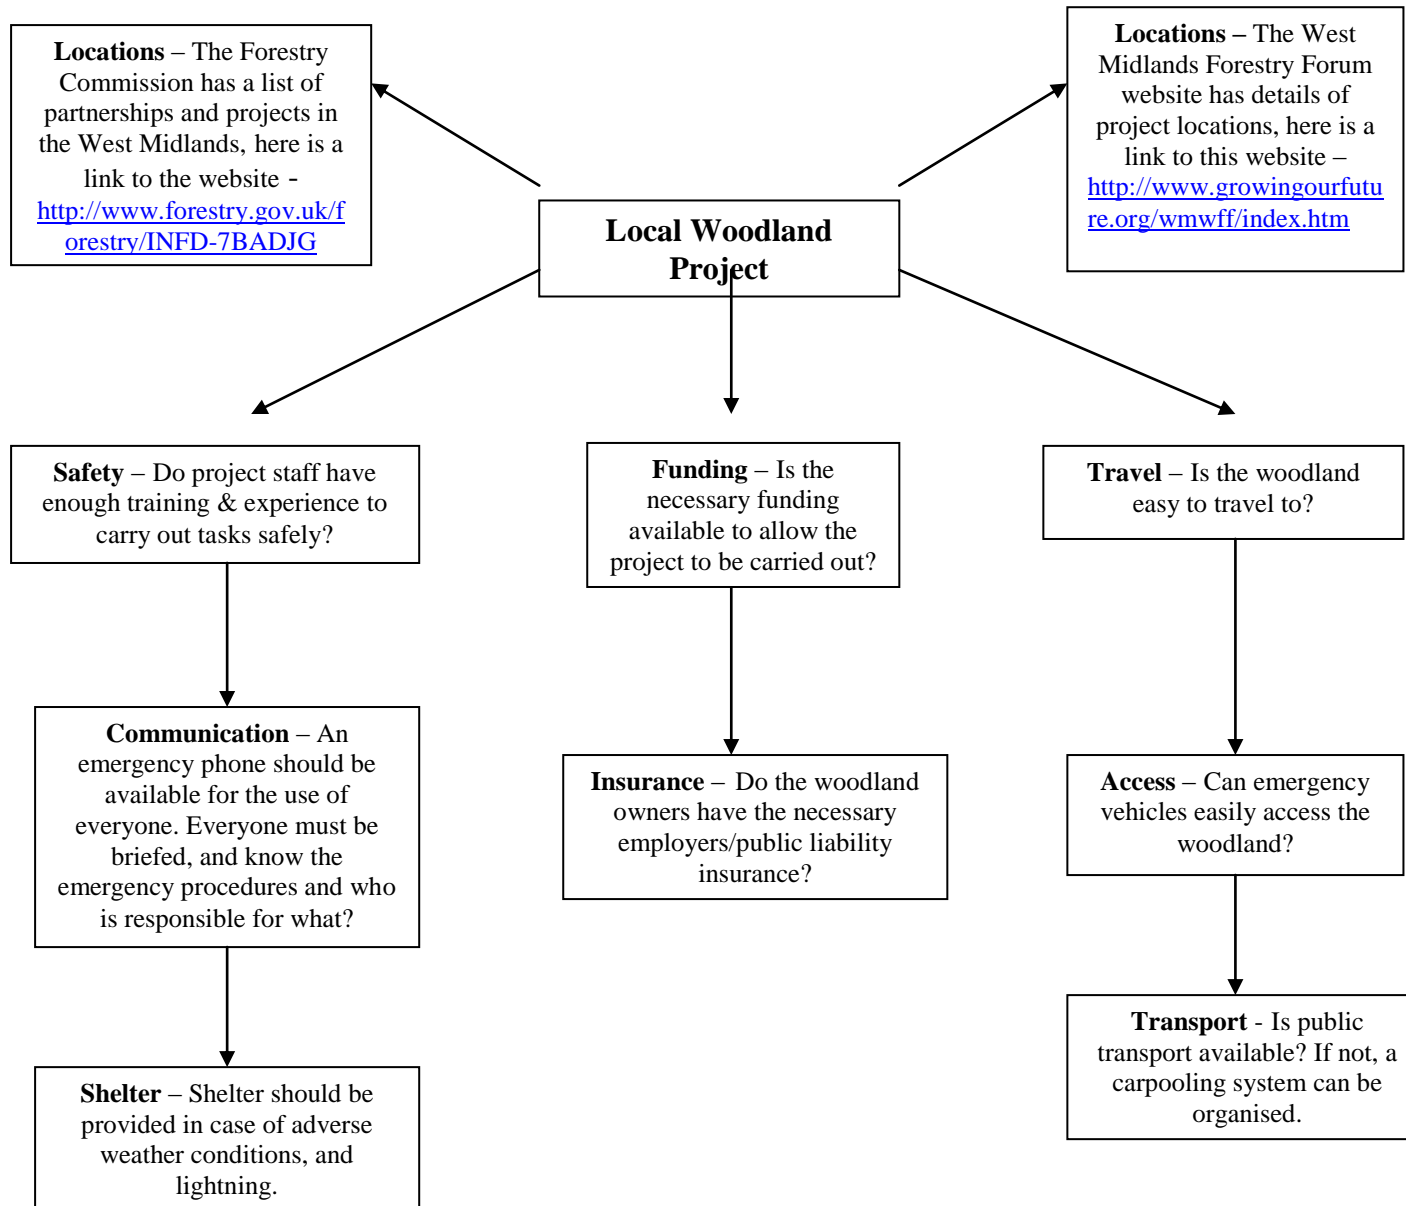 Locations – The Forestry
Commission has a list of
partnerships and projects in
the West Midlands, here is a
link to the website -
http://www.forestry.gov.uk/f
orestry/INFD-7BADJG
Locations – The West
Midlands Forestry Forum
website has details of
project locations, here is a
link to this website –
http://www.growingourfutu
re.org/wmwff/index.htm
Local Woodland
Project
Safety – Do project staff have
enough training & experience to
carry out tasks safely?
Funding – Is the
necessary funding
available to allow the
project to be carried out?
Travel – Is the woodland
easy to travel to?
Communication – An
emergency phone should be
available for the use of
everyone. Everyone must be
briefed, and know the
emergency procedures and who
is responsible for what?
Insurance – Do the woodland
owners have the necessary
employers/public liability
insurance?
Access – Can emergency
vehicles easily access the
woodland?
Shelter – Shelter should be
provided in case of adverse
weather conditions, and
lightning.
Transport - Is public
transport available? If not, a
carpooling system can be
organised.